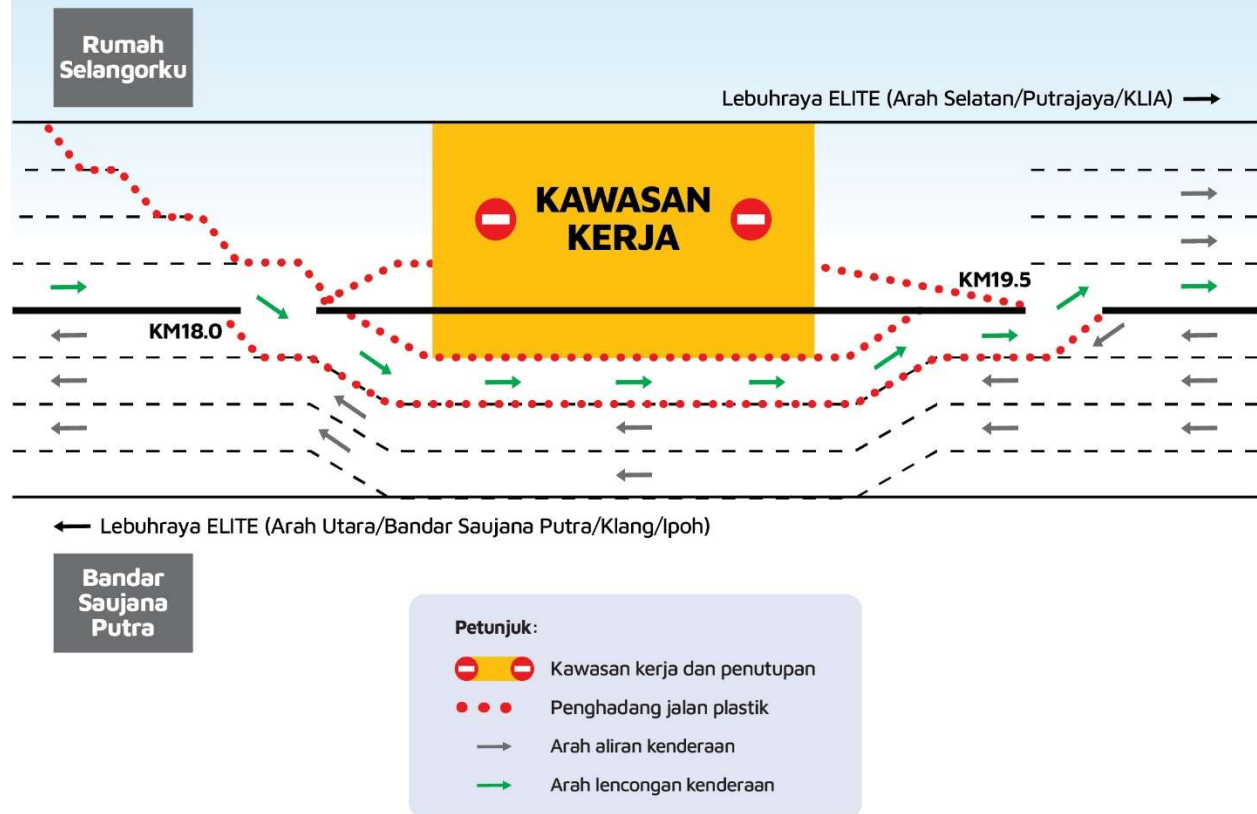 Rumah
Selangorku
Lebuhraya ELITE (Arah Selatan/Putrajaya/KLIA)
KAWASAN
KERJA
KM19.5
KM18.0
Lebuhraya ELITE (Arah Utara/Bandar Saujana Putra/Klang/Ipoh)
Bandar
Saujana
Putra
Petunjuk:
Kawasan kerja dan penutupan
Penghadang jalan plastik
Arah aliran kenderaan
Arah lencongan kenderaan